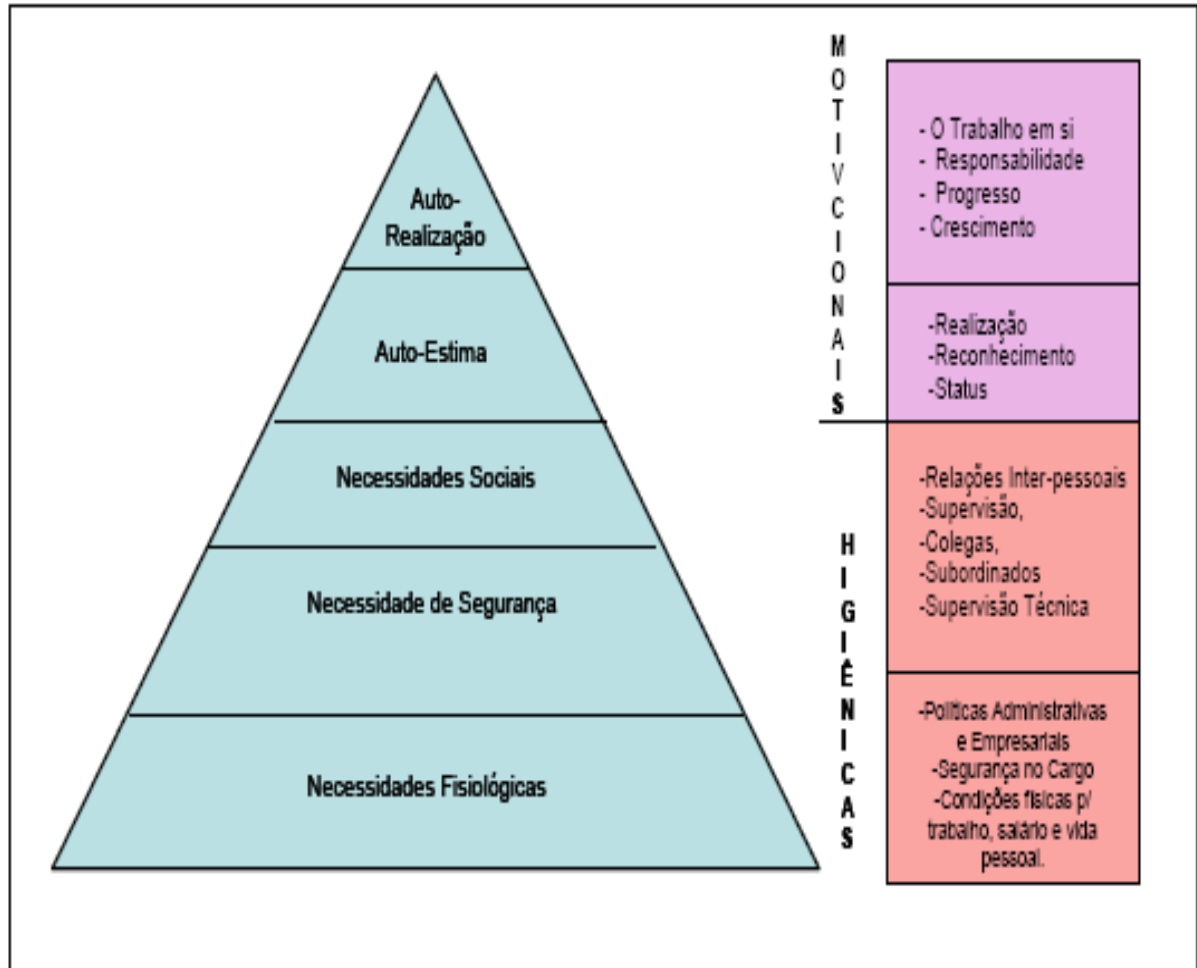 Auto-
Realização
Auto-Estima
Necessidades Sociais
Necessidade de Segurança
Necessidades Fisiológicas
MOTIVCIONAIS
HIGIÊNICAS
- O Trabalho em si
- Responsabilidade
- Progresso
- Crescimento
-Realização
-Reconhecimento
-Status
-Relações Inter-pessoais
-Supervisão,
-Colegas,
-Subordinados
-Supervisão Técnica
-Políticas Administrativas
e Empresariais
-Segurança no Cargo
-Condições físicas p/
trabalho, salário e vida
pessoal.